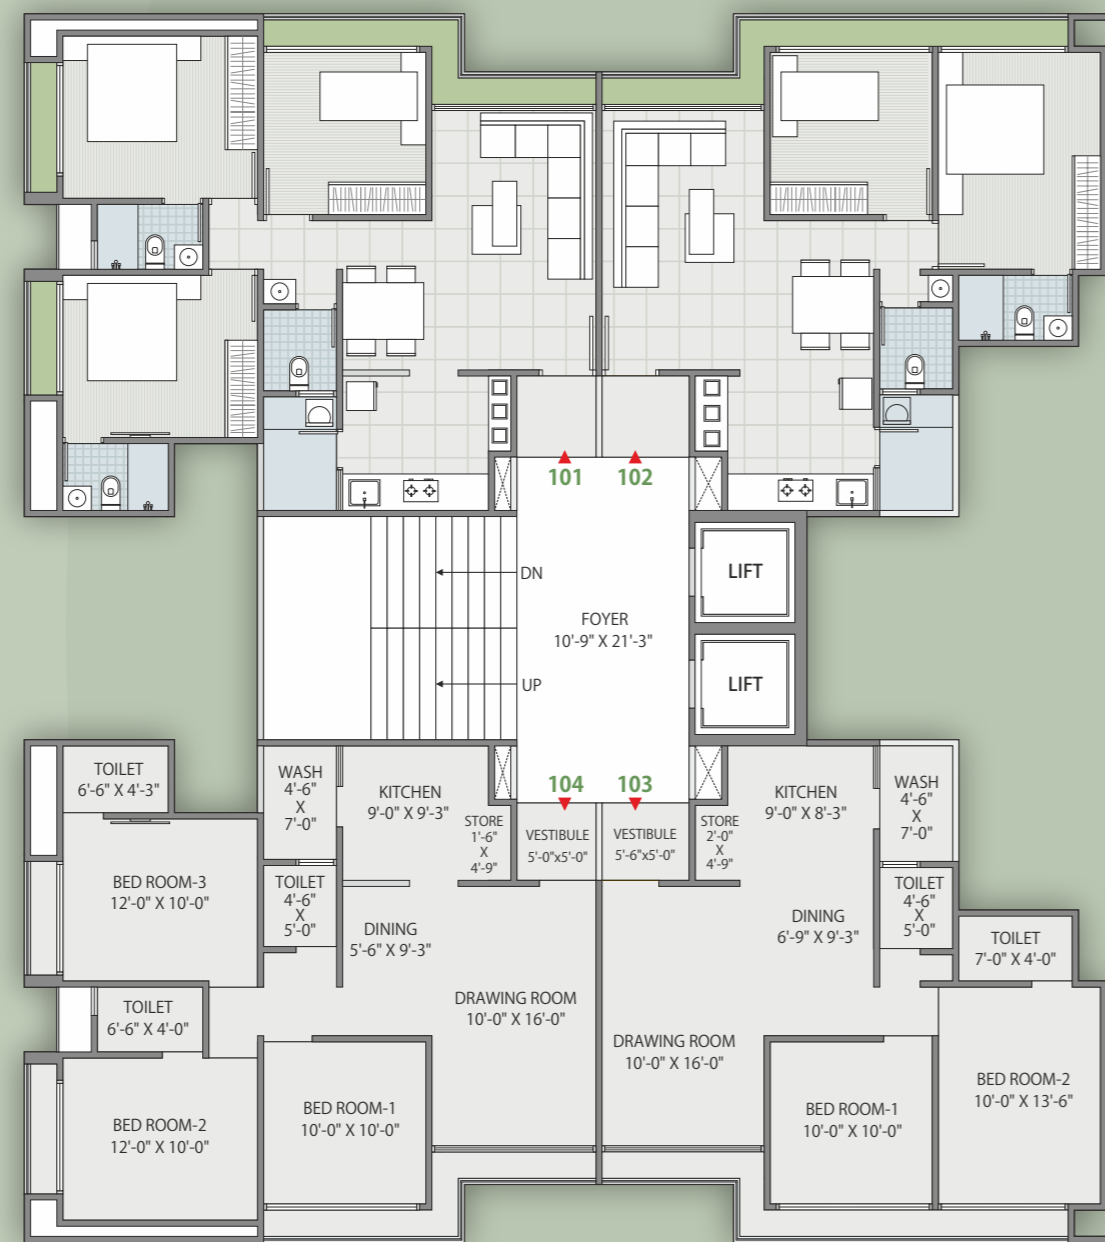 101
102
DN
LIFT
FOYER
10'-9" X 21'-3"
UP
LIFT
104
103
TOILET
6'-6" X 4'-3"
WASH
4'-6"
X
7'-0"
KITCHEN
9'-0" X 9'-3"
STORE
1'-6"
X
4'-9"
VESTIBULE
5'-0"x5'-0"
VESTIBULE
5'-6"x5'-0"
STORE
2'-0"
X
4'-9"
KITCHEN
9'-0" X 8'-3"
WASH
4'-6"
X
7'-0"
BED ROOM-3
12'-0" X 10'-0"
TOILET
4'-6"
X
5'-0"
DINING
5'-6" X 9'-3"
DINING
6'-9" X 9'-3"
TOILET
4'-6"
X
5'-0"
TOILET
7'-0" X 4'-0"
TOILET
6'-6" X 4'-0"
DRAWING ROOM
10'-0" X 16'-0"
DRAWING ROOM
10'-0" X 16'-0"
BED ROOM-2
12'-0" X 10'-0"
BED ROOM-1
10'-0" X 10'-0"
BED ROOM-1
10'-0" X 10'-0"
BED ROOM-2
10'-0" X 13'-6"